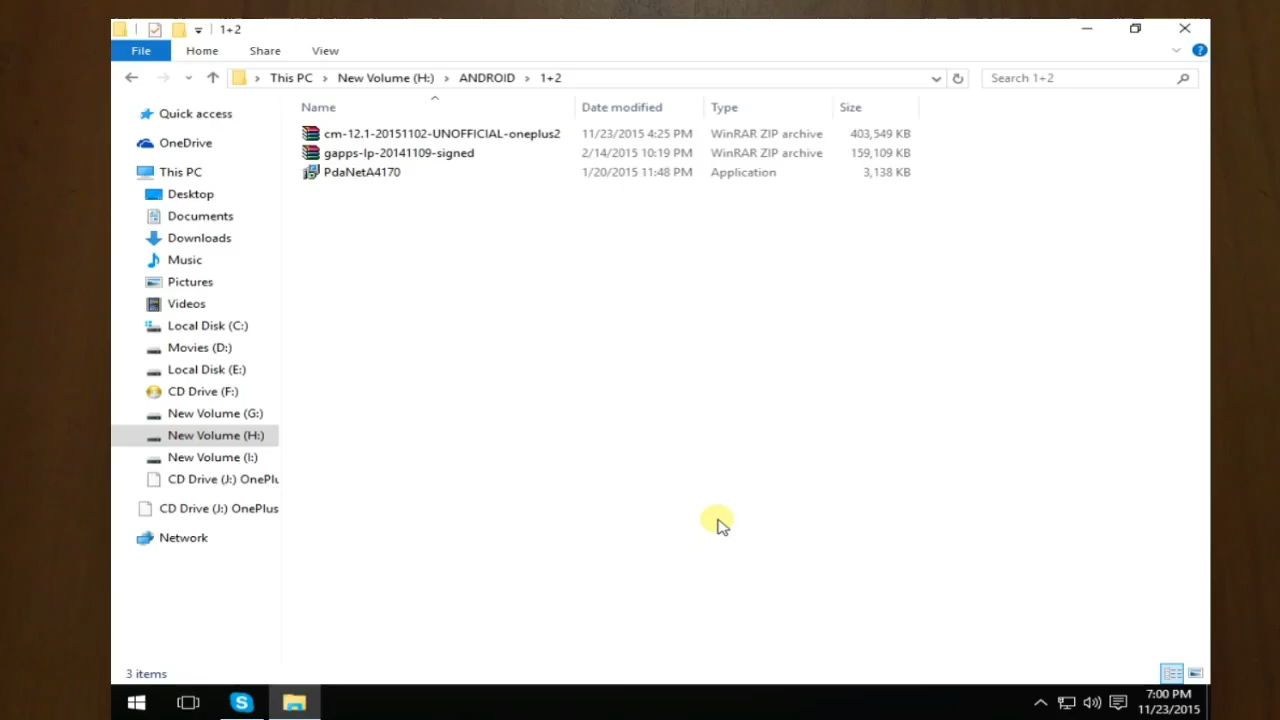 1+2
File Home Share View
This PC New Volume (H:) ANDROID 1+2 Search 1+2
Name Date modified Type Size
cm-12.1-20151102-UNOFFICIAL-oneplus2 11/23/2015 4:25 PM WinRAR ZIP archive 403,549 KB
gapps-lp-20141109-signed 2/14/2015 10:19 PM WinRAR ZIP archive 159,109 KB
PdaNetA4170 1/20/2015 11:48 PM Application 3,138 KB
Quick access
OneDrive
This PC
Desktop
Documents
Downloads
Music
Pictures
Videos
Local Disk (C:)
Movies (D:)
Local Disk (E:)
CD Drive (F:)
New Volume (G:)
New Volume (H:)
New Volume (I:)
CD Drive (J:) OnePlu
CD Drive (J:) OnePlus
Network
3 items
7:00 PM
11/23/2015